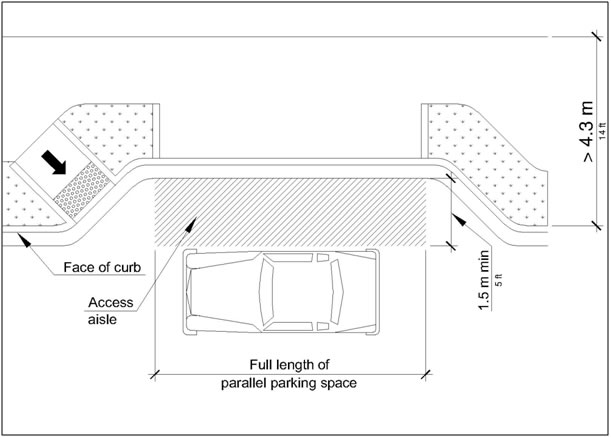 > 4.3 m
14 ft
Face of curb
Access
aisle
1.5 m min
5 ft
Full length of
parallel parking space